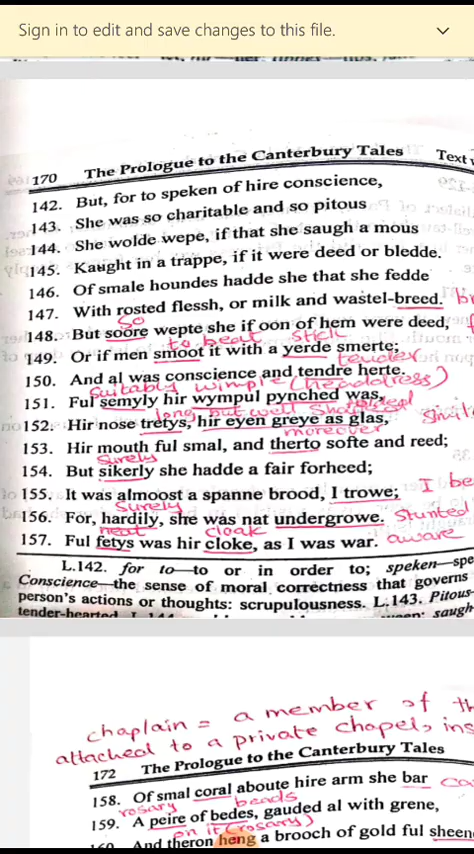 Sign in to edit and save changes to this file.
170 The Prologue to the Canterbury Tales Text
142. But, for to speken of hire conscience,
143. She was so charitable and so pitous
144. She wolde wepe, if that she saugh a mous
145. Kaught in a trappe, if it were deed or bledde.
146. Of smale houndes hadde she that she fedde
147. With rosted flessh, or milk and wastel-breed.
so
148. But soore wepte she if oon of hem were deed,
to beat stick
149. Or if men smoot it with a yerde smerte;
tender
150. And al was conscience and tendre herte.
Suitably wimple (headdress)
151. Ful semyly hir wympul pynched was,
long but well shaped folded
152. Hir nose tretys, hir eyen greye as glas,
moreover
153. Hir mouth ful smal, and therto softe and reed;
Surely
154. But sikerly she hadde a fair forheed;
155. It was almoost a spanne brood, I trowe; I be
Surely
156. For, hardily, she was nat undergrowe. Stunted
neat cloak
157. Ful fetys was hir cloke, as I was war. aware
L.142. for to—to or in order to; speken—spe
Conscience—the sense of moral correctness that governs
person's actions or thoughts: scrupulousness. L.143. Pitous—
tender-hearted saugh
chaplain = a member of th
attached to a private chapel, ins
172 The Prologue to the Canterbury Tales
158. Of smal coral aboute hire arm she bar
rosary beads
159. A peire of bedes, gauded al with grene,
on it (rosary)
160 And theron heng a brooch of gold ful sheen